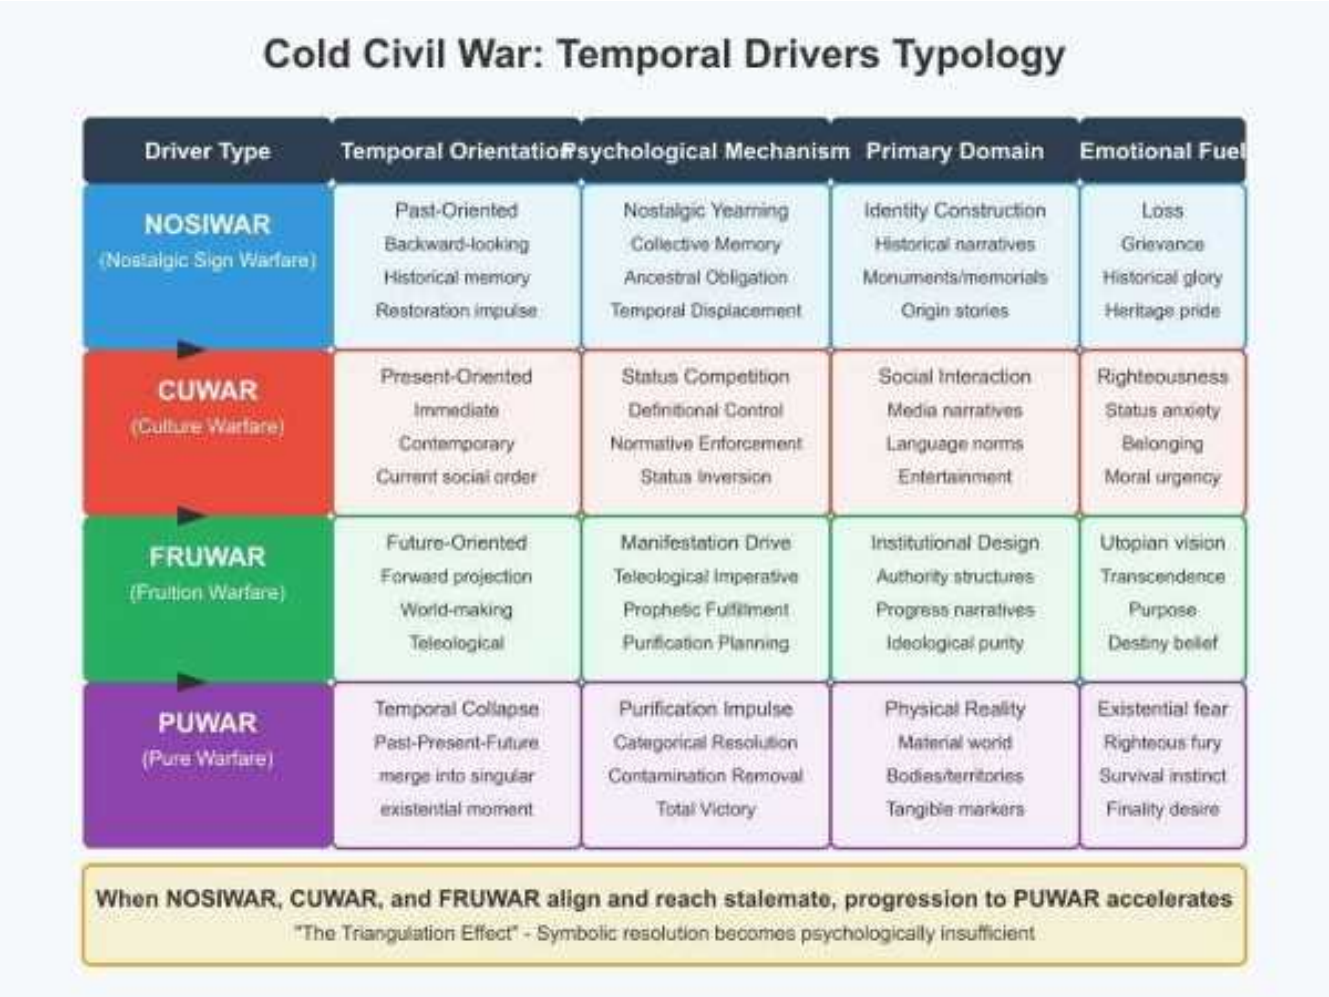 Cold Civil War: Temporal Drivers Typology
Driver Type
Temporal Orientation
Psychological Mechanism
Primary Domain
Emotional Fuel
NOSIWAR
(Nostalgic Sign Warfare)
Past-Oriented
Backward-looking
Historical memory
Restoration impulse
Nostalgic Yearning
Collective Memory
Ancestral Obligation
Temporal Displacement
Identity Construction
Historical narratives
Monuments/memorials
Origin stories
Loss
Grievance
Historical glory
Heritage pride
CUWAR
(Culture Warfare)
Present-Oriented
Immediate
Contemporary
Current social order
Status Competition
Definitional Control
Normative Enforcement
Status Inversion
Social Interaction
Media narratives
Language norms
Entertainment
Righteousness
Status anxiety
Belonging
Moral urgency
FRUWAR
(Fruition Warfare)
Future-Oriented
Forward projection
World-making
Teleological
Manifestation Drive
Teleological Imperative
Prophetic Fulfillment
Purification Planning
Institutional Design
Authority structures
Progress narratives
Ideological purity
Utopian vision
Transcendence
Purpose
Destiny belief
PUWAR
(Pure Warfare)
Temporal Collapse
Past-Present-Future
merge into singular
existential moment
Purification Impulse
Categorical Resolution
Contamination Removal
Total Victory
Physical Reality
Material world
Bodies/territories
Tangible markers
Existential fear
Righteous fury
Survival instinct
Finality desire
When NOSIWAR, CUWAR, and FRUWAR align and reach stalemate, progression to PUWAR accelerates
"The Triangulation Effect" - Symbolic resolution becomes psychologically insufficient